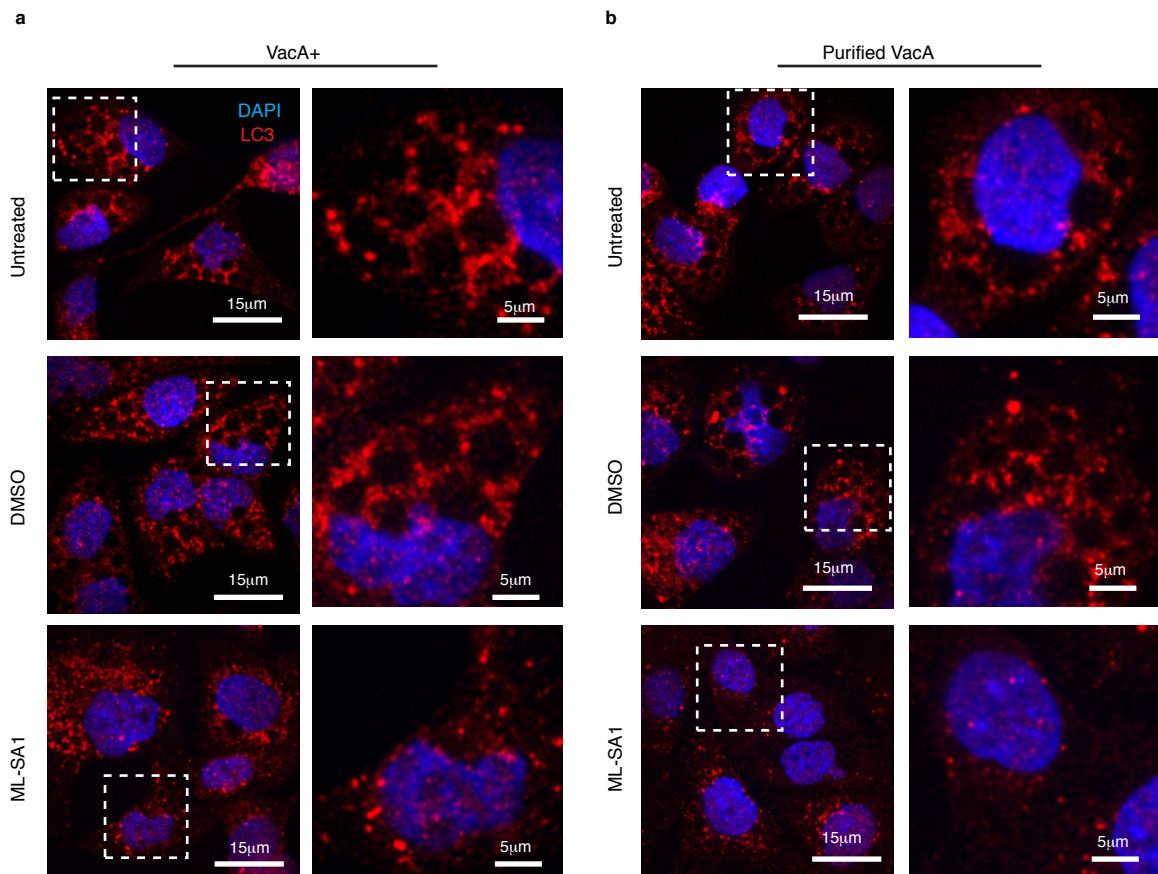 a
VacA+
Untreated
DAPI
LC3
15μm
5μm
DMSO
15μm
5μm
ML-SA1
15μm
5μm
b
Purified VacA
Untreated
15μm
5μm
DMSO
15μm
5μm
ML-SA1
15μm
5μm